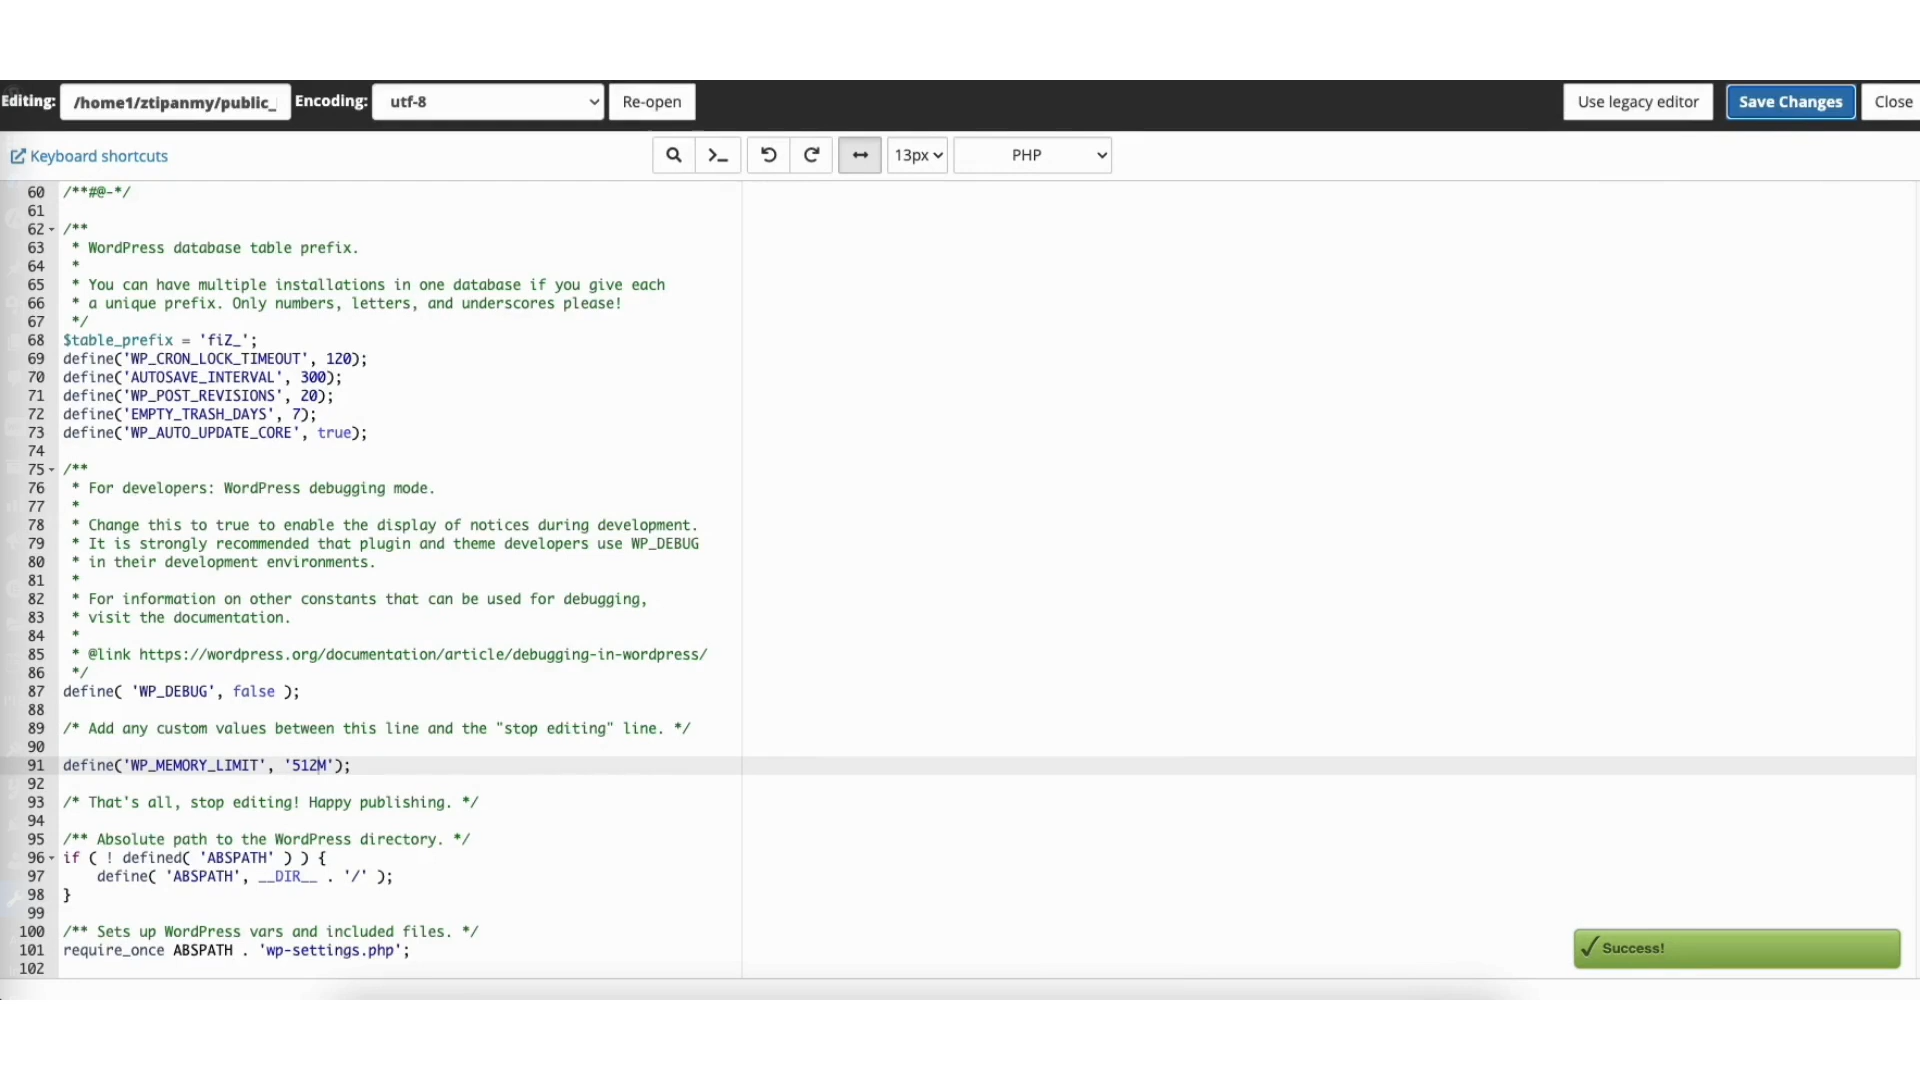 Editing: /home1/ztipanmy/public_ Encoding: utf-8 Re-open Use legacy editor Save Changes Close
Keyboard shortcuts 13px PHP
60 /**#@-*/
61
62 /**
63  * WordPress database table prefix.
64  *
65  * You can have multiple installations in one database if you give each
66  * a unique prefix. Only numbers, letters, and underscores please!
67  */
68 $table_prefix = 'fiZ_';
69 define('WP_CRON_LOCK_TIMEOUT', 120);
70 define('AUTOSAVE_INTERVAL', 300);
71 define('WP_POST_REVISIONS', 20);
72 define('EMPTY_TRASH_DAYS', 7);
73 define('WP_AUTO_UPDATE_CORE', true);
74
75 /**
76  * For developers: WordPress debugging mode.
77  *
78  * Change this to true to enable the display of notices during development.
79  * It is strongly recommended that plugin and theme developers use WP_DEBUG
80  * in their development environments.
81  *
82  * For information on other constants that can be used for debugging,
83  * visit the documentation.
84  *
85  * @link https://wordpress.org/documentation/article/debugging-in-wordpress/
86  */
87 define( 'WP_DEBUG', false );
88
89 /* Add any custom values between this line and the "stop editing" line. */
90
91 define('WP_MEMORY_LIMIT', '512M');
92
93 /* That's all, stop editing! Happy publishing. */
94
95 /** Absolute path to the WordPress directory. */
96 if ( ! defined( 'ABSPATH' ) ) {
97     define( 'ABSPATH', __DIR__ . '/' );
98 }
99
100 /** Sets up WordPress vars and included files. */
101 require_once ABSPATH . 'wp-settings.php';
102
Success!